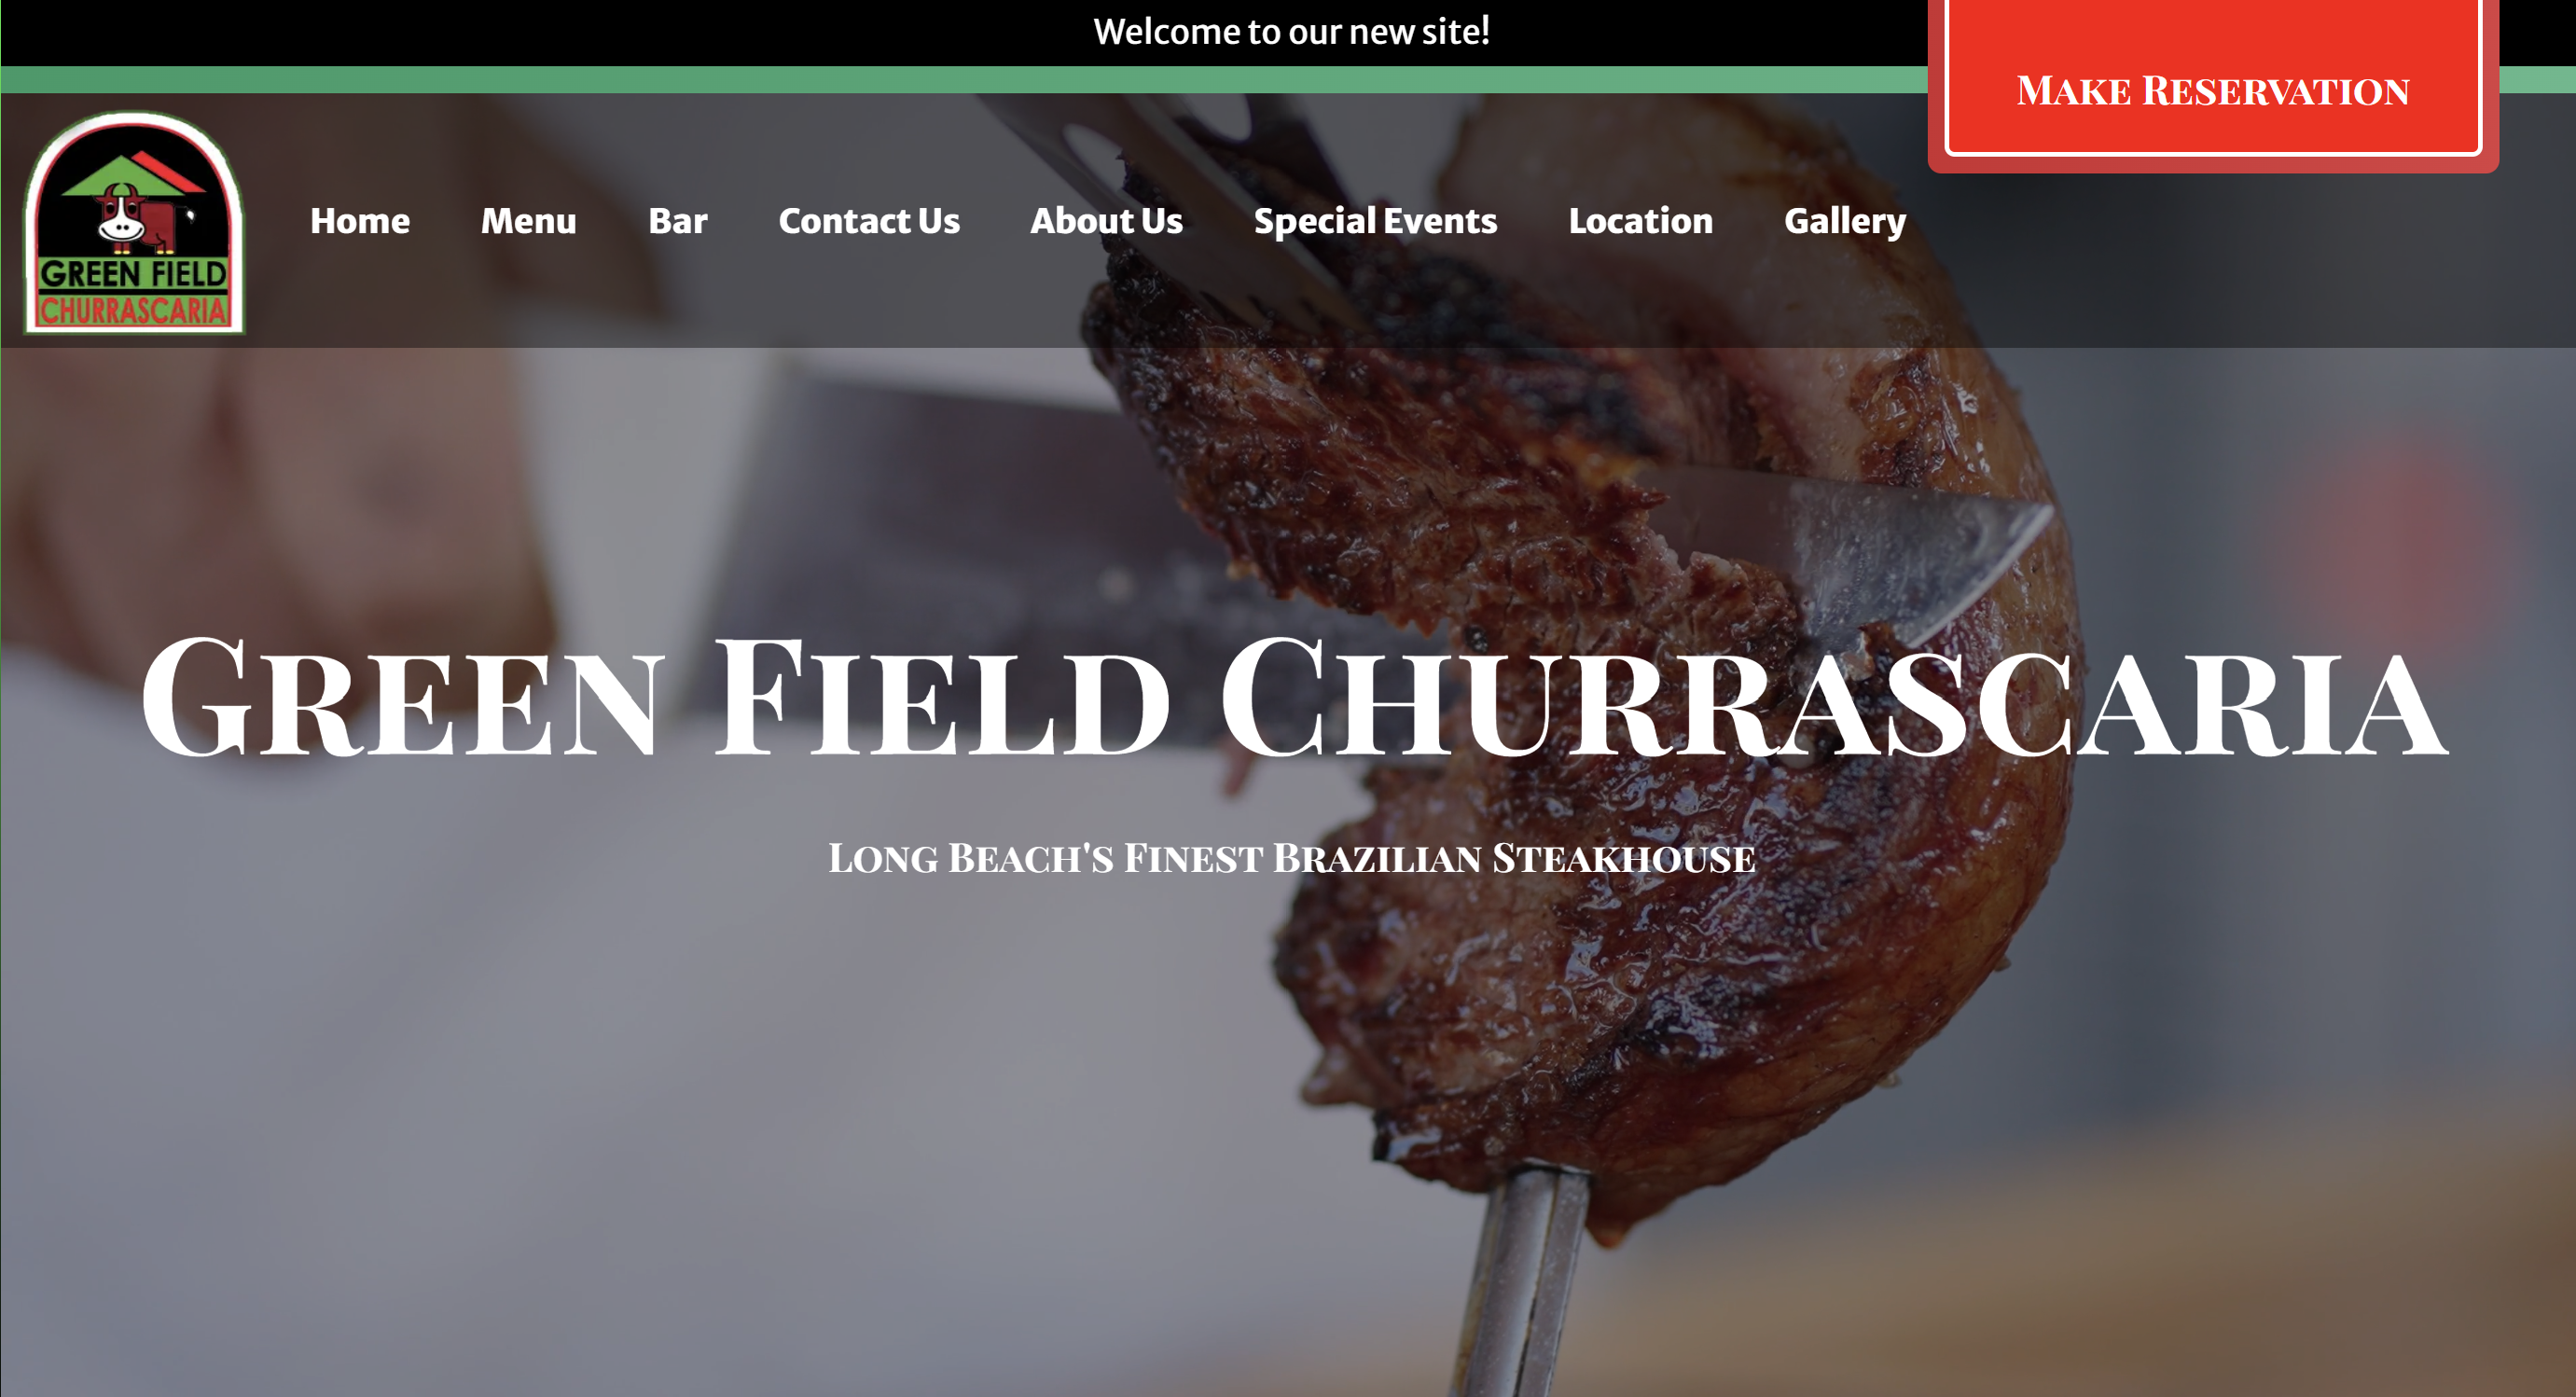 Welcome to our new site!
Make Reservation
GREEN FIELD
CHURRASCARIA
Home Menu Bar Contact Us About Us Special Events Location Gallery
Green Field Churrascaria
Long Beach's Finest Brazilian Steakhouse